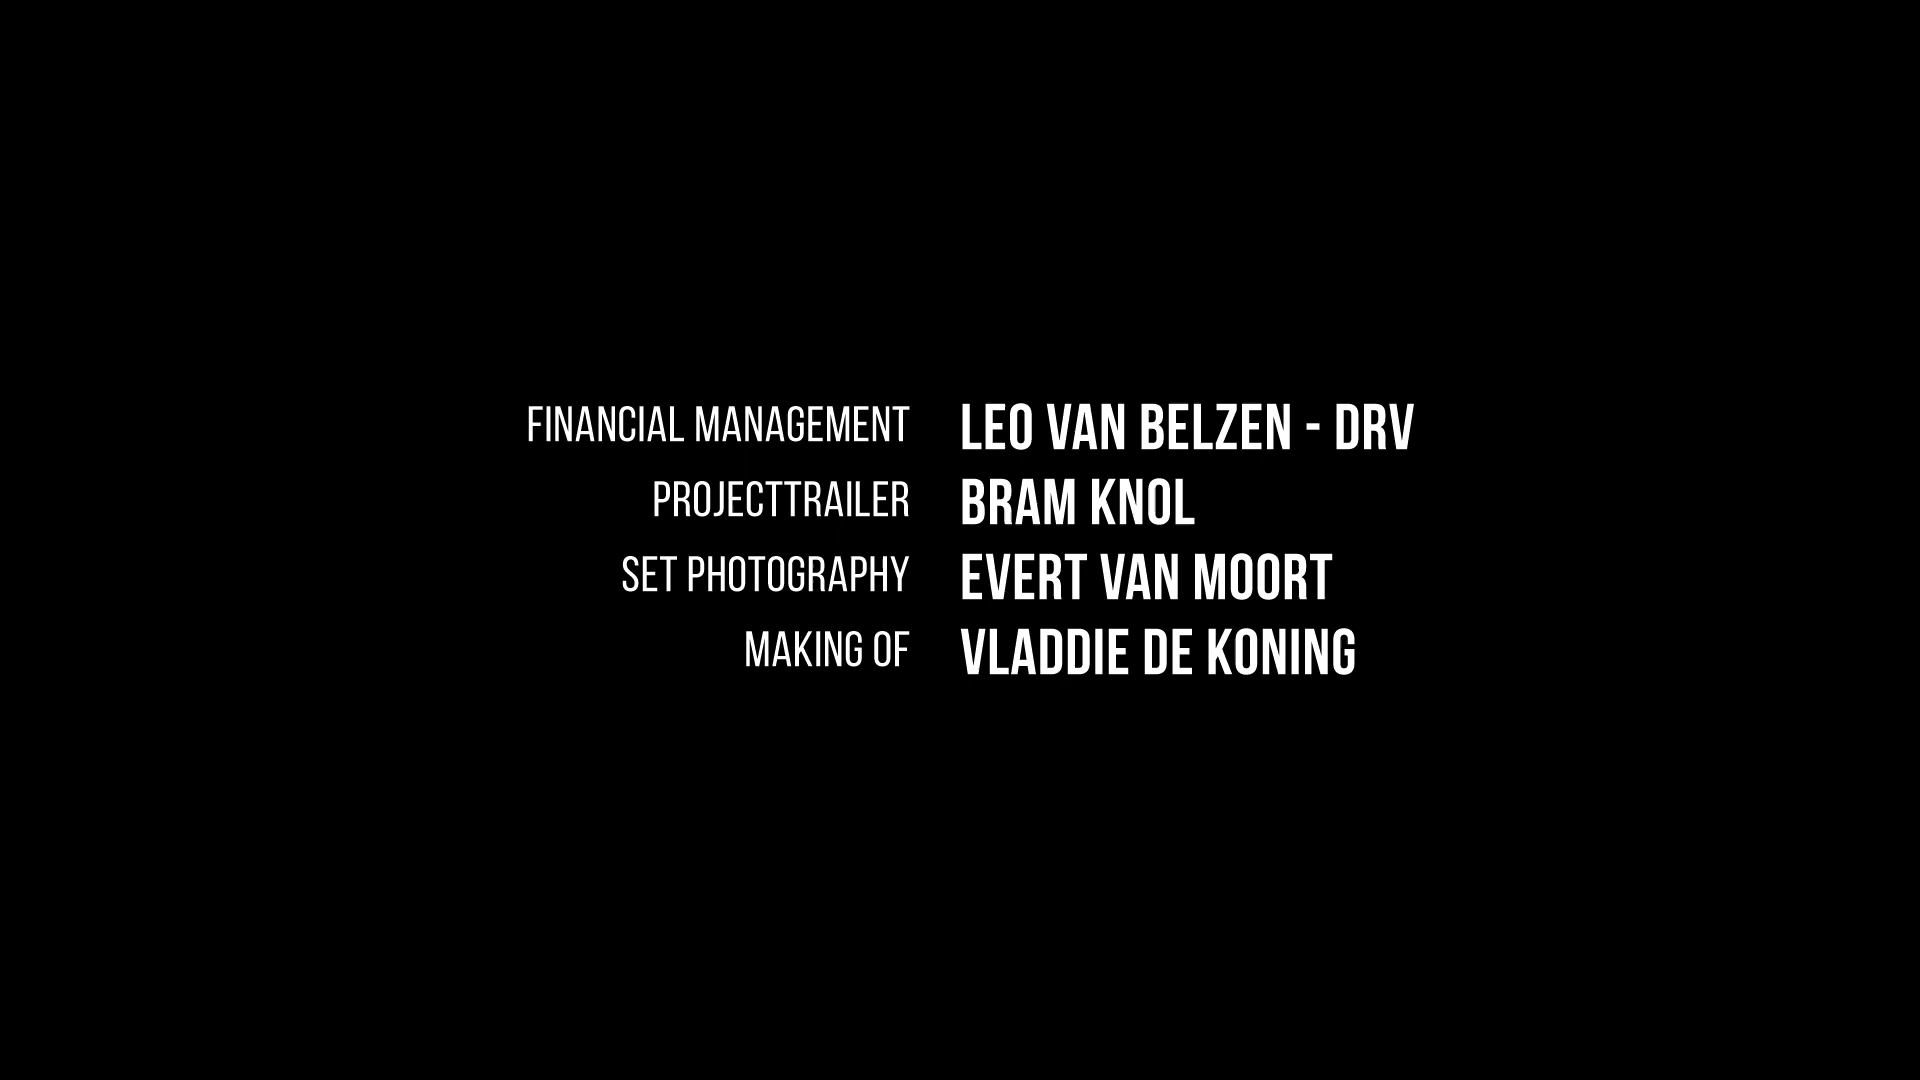 FINANCIAL MANAGEMENT LEO VAN BELZEN - DRV
PROJECTTRAILER BRAM KNOL
SET PHOTOGRAPHY EVERT VAN MOORT
MAKING OF VLADDIE DE KONING